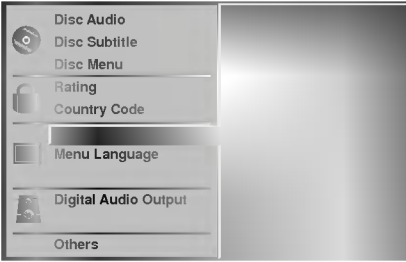 Disc Audio
Disc Subtitle
Disc Menu
Rating
Country Code
Menu Language
Digital Audio Output
Others